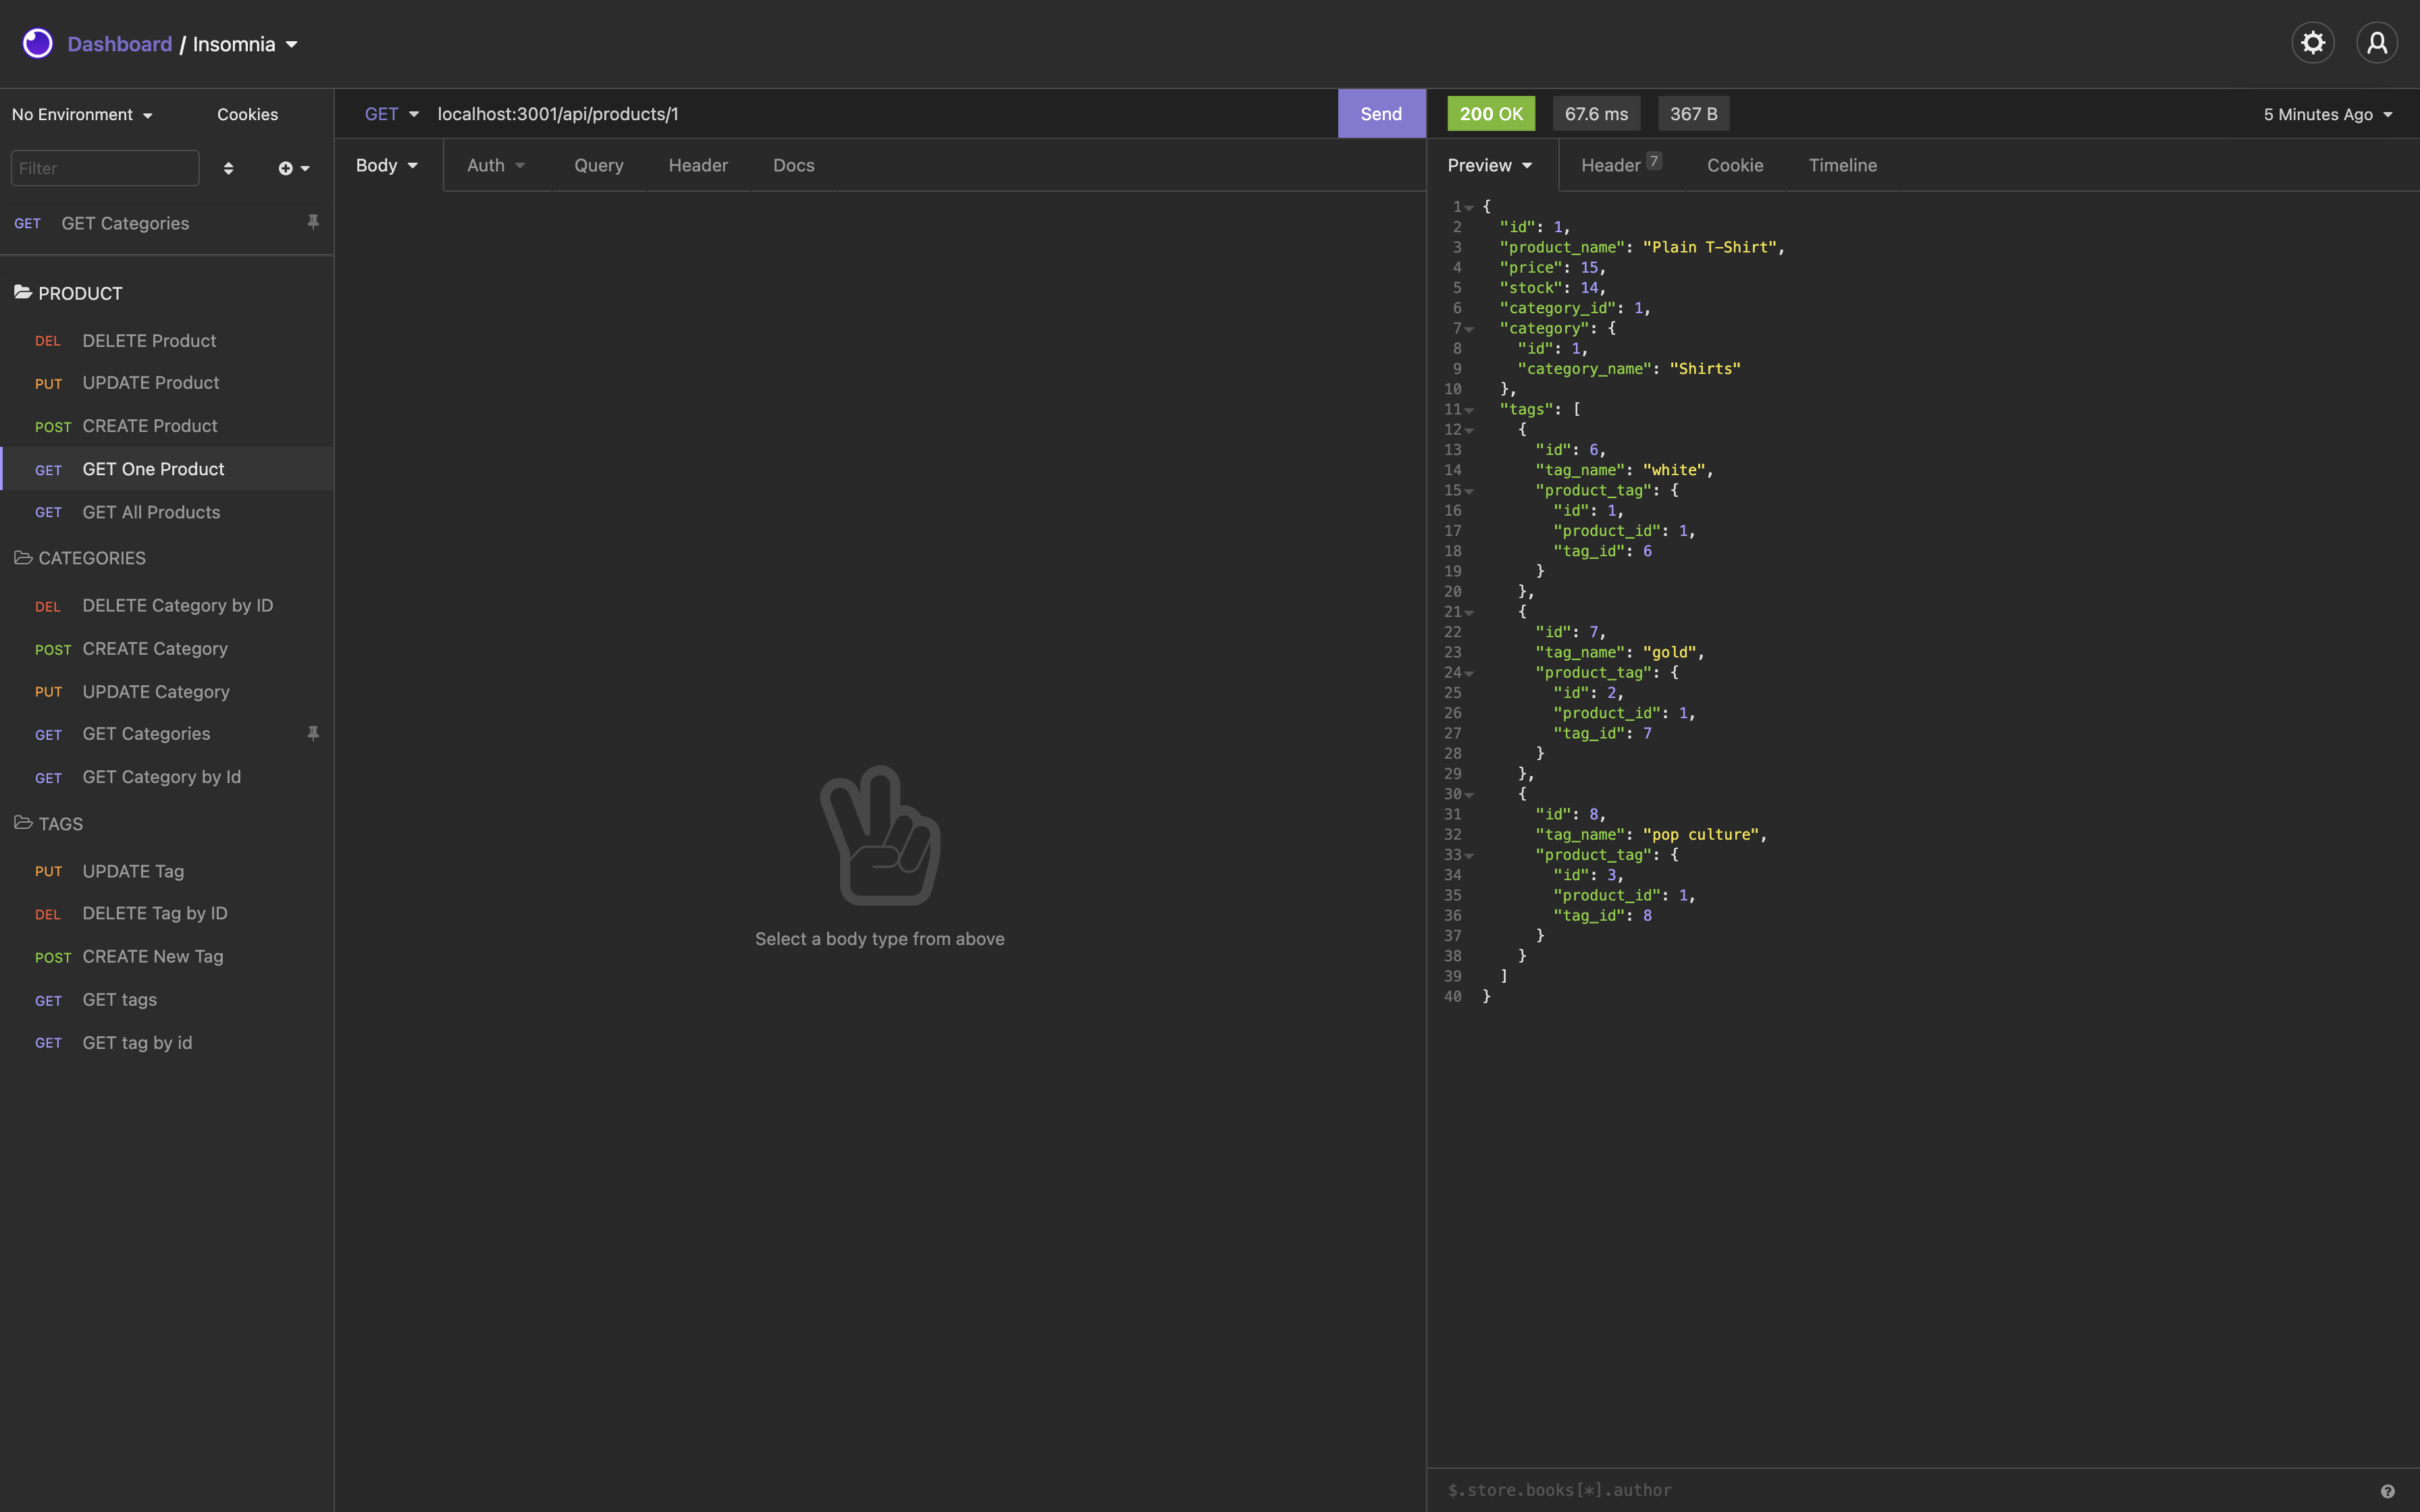 Dashboard / Insomnia
No Environment
Cookies
Filter
GET GET Categories
PRODUCT
DEL DELETE Product
PUT UPDATE Product
POST CREATE Product
GET GET One Product
GET GET All Products
CATEGORIES
DEL DELETE Category by ID
POST CREATE Category
PUT UPDATE Category
GET GET Categories
GET GET Category by Id
TAGS
PUT UPDATE Tag
DEL DELETE Tag by ID
POST CREATE New Tag
GET GET tags
GET GET tag by id
GET localhost:3001/api/products/1 Send
Body Auth Query Header Docs
Select a body type from above
200 OK 67.6 ms 367 B 5 Minutes Ago
Preview Header 7 Cookie Timeline
1 {
2 "id": 1,
3 "product_name": "Plain T-Shirt",
4 "price": 15,
5 "stock": 14,
6 "category_id": 1,
7 "category": {
8 "id": 1,
9 "category_name": "Shirts"
10 },
11 "tags": [
12 {
13 "id": 6,
14 "tag_name": "white",
15 "product_tag": {
16 "id": 1,
17 "product_id": 1,
18 "tag_id": 6
19 }
20 },
21 {
22 "id": 7,
23 "tag_name": "gold",
24 "product_tag": {
25 "id": 2,
26 "product_id": 1,
27 "tag_id": 7
28 }
29 },
30 {
31 "id": 8,
32 "tag_name": "pop culture",
33 "product_tag": {
34 "id": 3,
35 "product_id": 1,
36 "tag_id": 8
37 }
38 }
39 ]
40 }
$.store.books[*].author